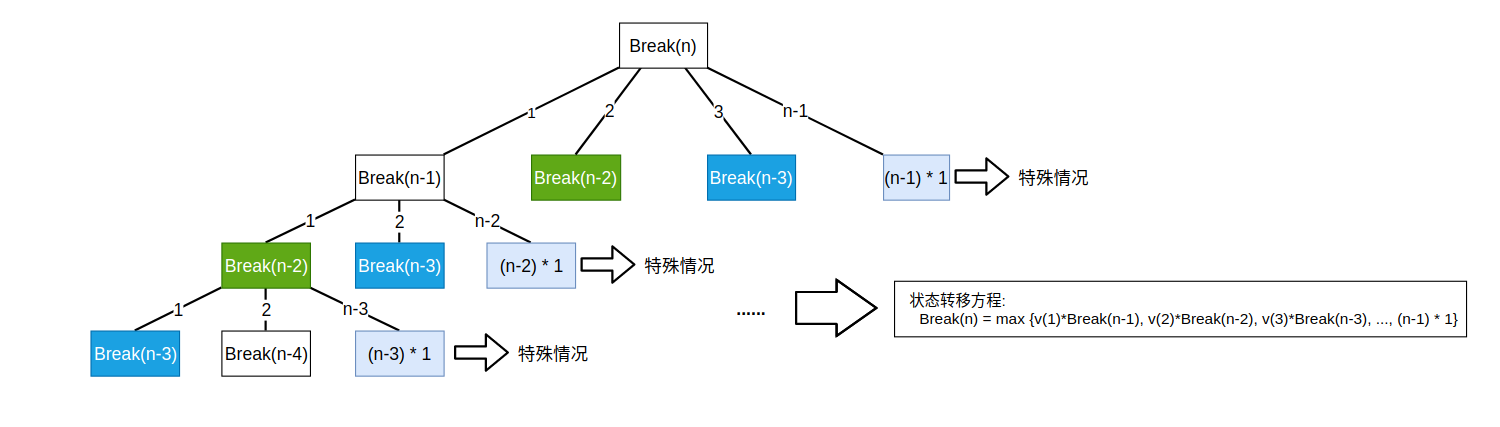 Break(n)
1
2
3
n-1
Break(n-1)
Break(n-2)
Break(n-3)
(n-1) * 1
特殊情况
1
2
n-2
Break(n-2)
Break(n-3)
(n-2) * 1
特殊情况
1
2
n-3
......
状态转移方程:
Break(n) = max {v(1)*Break(n-1), v(2)*Break(n-2), v(3)*Break(n-3), ..., (n-1) * 1}
Break(n-3)
Break(n-4)
(n-3) * 1
特殊情况